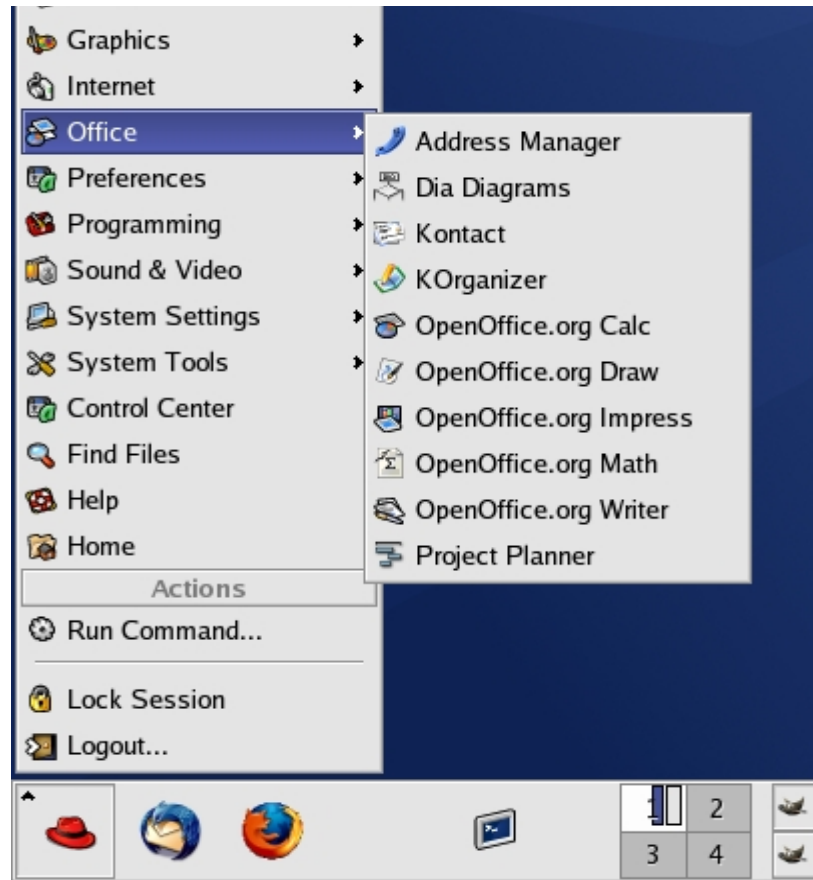 Graphics
Internet
Office
Preferences
Programming
Sound & Video
System Settings
System Tools
Control Center
Find Files
Help
Home
Actions
Run Command...
Lock Session
Logout...
Address Manager
Dia Diagrams
Kontact
KOrganizer
OpenOffice.org Calc
OpenOffice.org Draw
OpenOffice.org Impress
OpenOffice.org Math
OpenOffice.org Writer
Project Planner
1 2
3 4